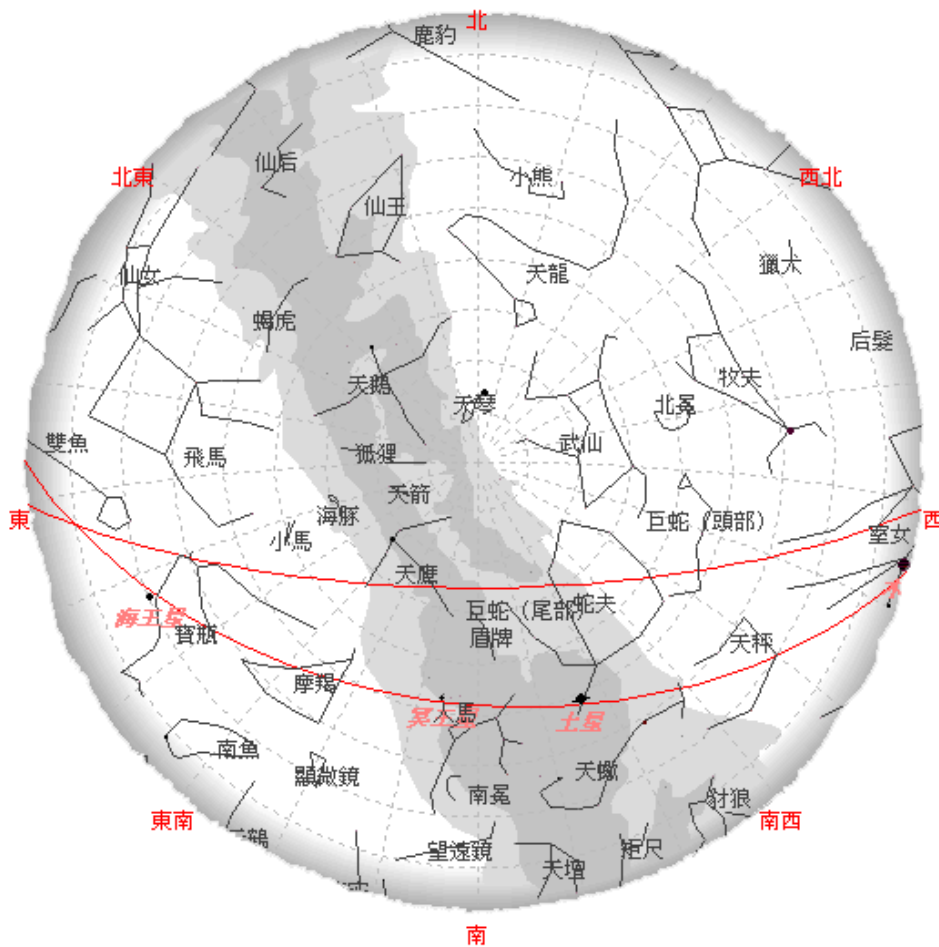 北
鹿豹
仙后
北東
小熊
西北
仙王
獵犬
仙女
天龍
蝎虎
后髮
天鵝
牧夫
天琴
北冕
雙魚
飛馬
狐狸
武仙
天箭
海豚
東
巨蛇（頭部）
西
小馬
室女
天鷹
木
海王星
巨蛇（尾部）
蛇夫
寶瓶
盾牌
天秤
摩羯
冥王星
人馬
土星
南魚
顯微鏡
天蠍
南冕
豺狼
東南
南西
天鶴
望遠鏡
矩尺
天壇
南